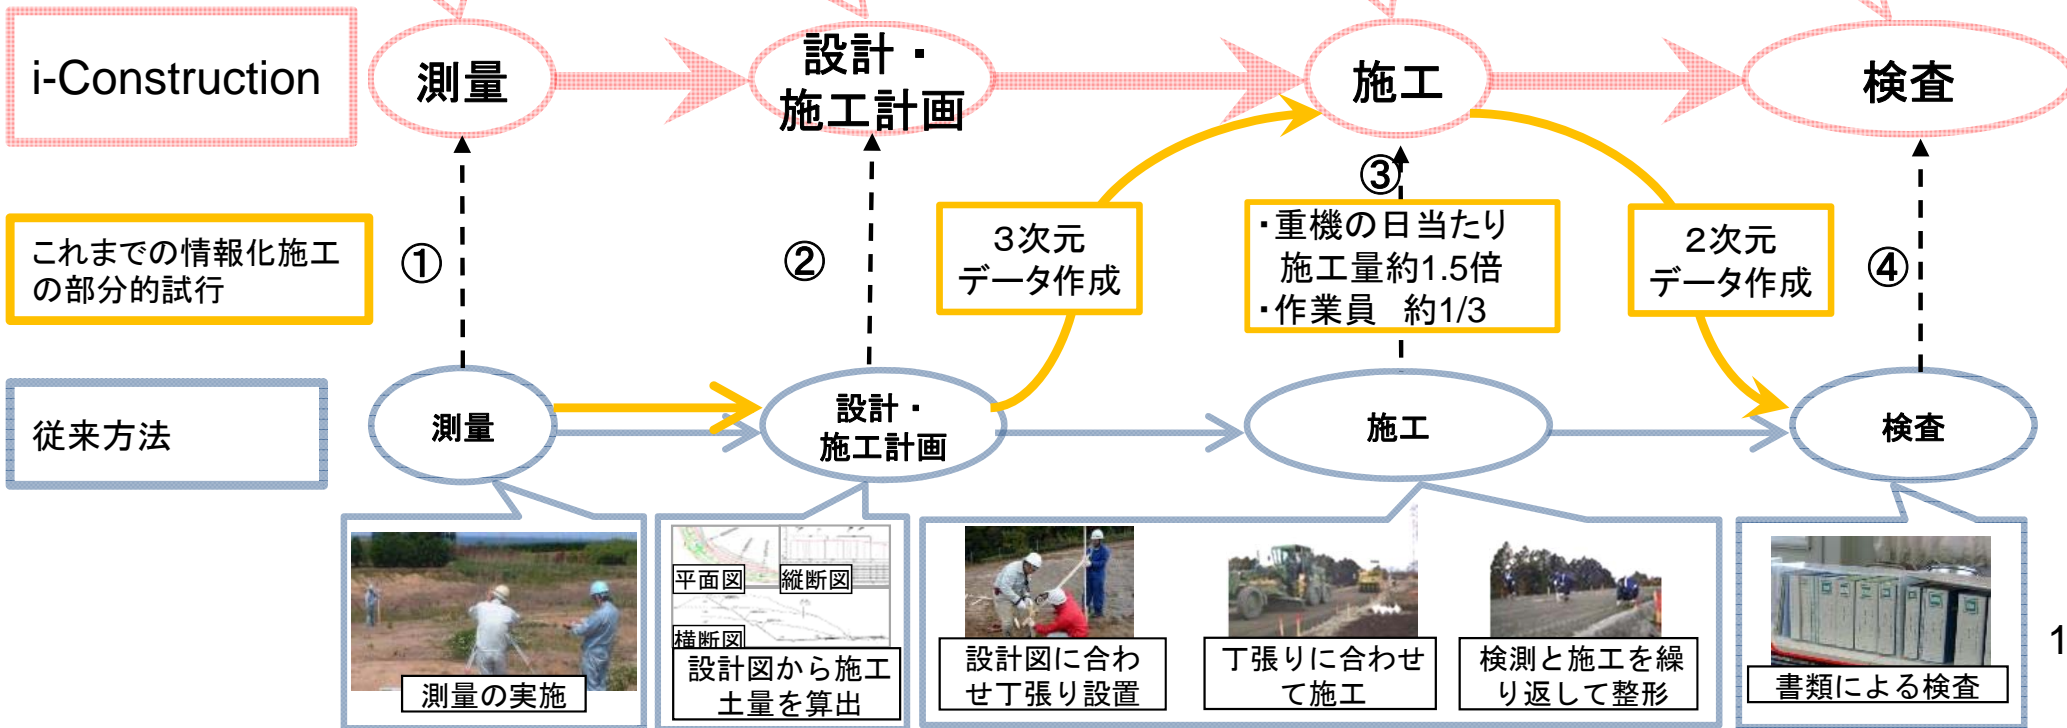 i-Construction
測量
設計・
施工計画
施工
検査
これまでの情報化施工
の部分的試行
①
②
３次元
データ作成
③
・重機の日当たり
施工量約1.5倍
・作業員　約1/3
２次元
データ作成
④
従来方法
測量
設計・
施工計画
施工
検査
測量の実施
平面図
縦断図
横断図
設計図から施工
土量を算出
設計図に合わ
せ丁張り設置
丁張りに合わせ
て施工
検測と施工を繰
り返して整形
書類による検査
1